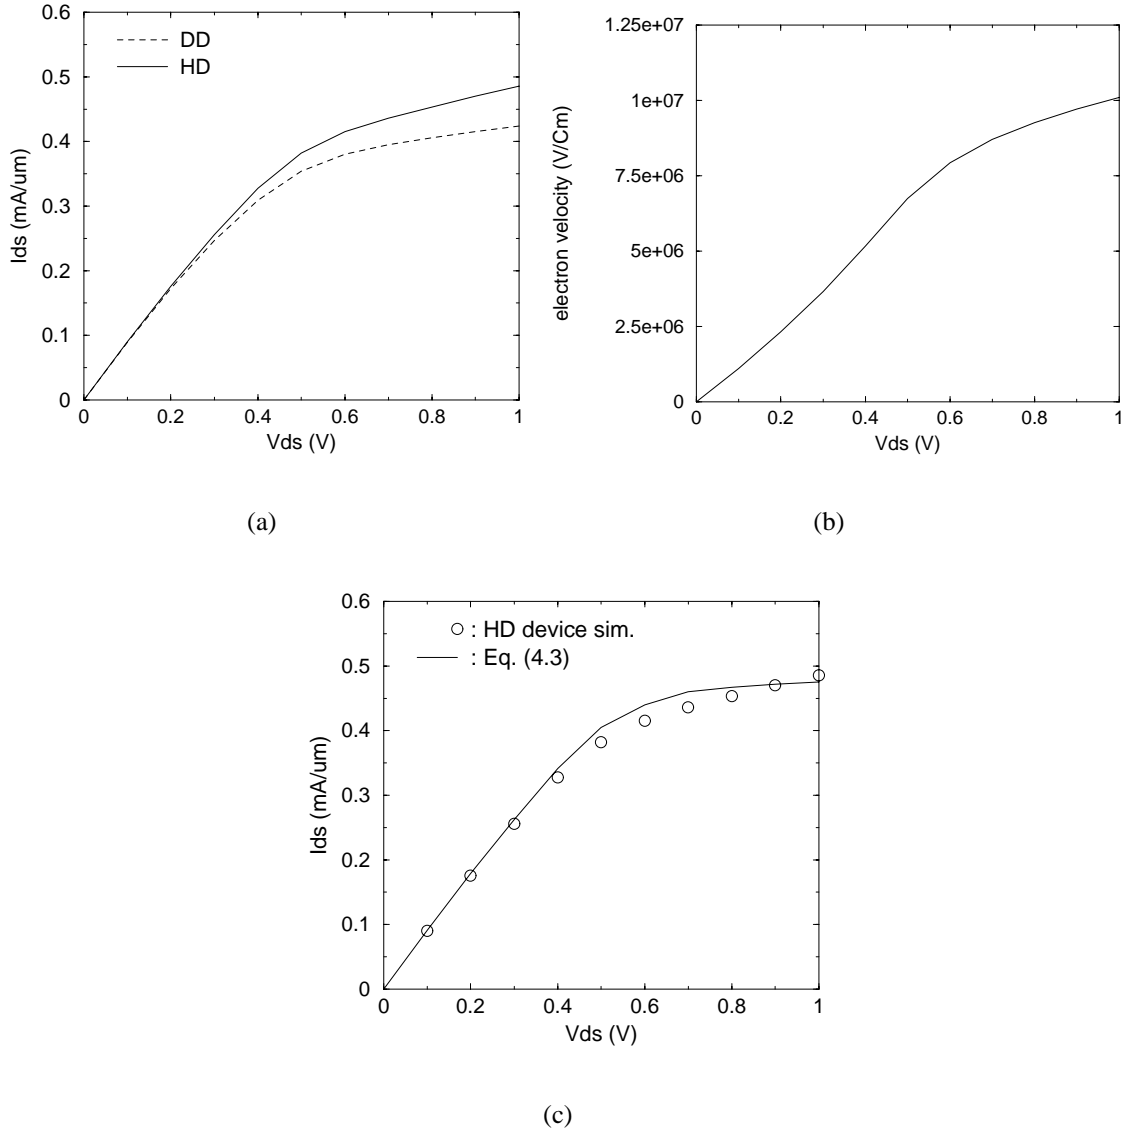 0.6
0.5
0.4
0.3
0.2
0.1
0
Ids (mA/um)
DD
HD
0 0.2 0.4 0.6 0.8 1
Vds (V)
(a)
1.25e+07
1e+07
7.5e+06
5e+06
2.5e+06
0
electron velocity (V/Cm)
0 0.2 0.4 0.6 0.8 1
Vds (V)
(b)
0.6
0.5
0.4
0.3
0.2
0.1
0
Ids (mA/um)
: HD device sim.
: Eq. (4.3)
0 0.2 0.4 0.6 0.8 1
Vds (V)
(c)